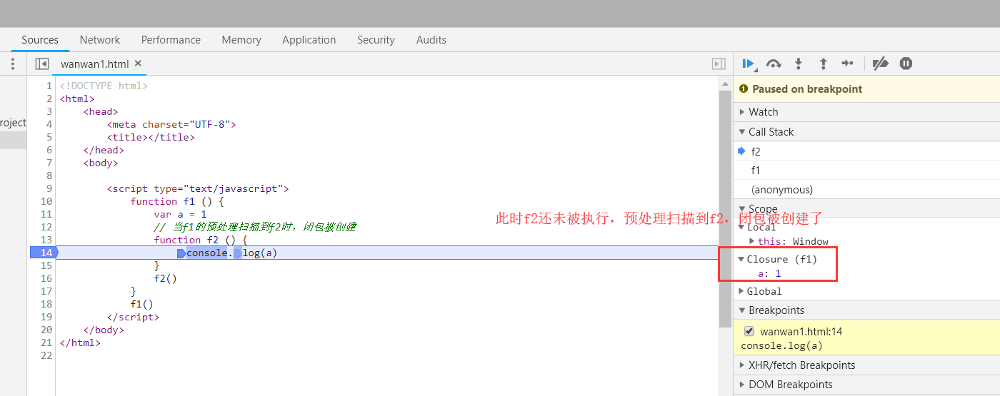 Sources Network Performance Memory Application Security Audits
wanwan1.html ×
roject
1 <!DOCTYPE html>
2 <html>
3 <head>
4 <meta charset="UTF-8">
5 <title></title>
6 </head>
7 <body>
8
9 <script type="text/javascript">
10 function f1 () {
11 var a = 1
12 // 当f1的预处理扫描到f2时，闭包被创建
13 function f2 () {
14 console.log(a)
15 }
16 f2()
17 }
18 f1()
19 </script>
20 </body>
21 </html>
22
此时f2还未被执行，预处理扫描到f2，闭包被创建了
Paused on breakpoint
Watch
Call Stack
f2
f1
(anonymous)
Scope
Local
this: Window
Closure (f1)
a: 1
Global
Breakpoints
wanwan1.html:14
console.log(a)
XHR/fetch Breakpoints
DOM Breakpoints